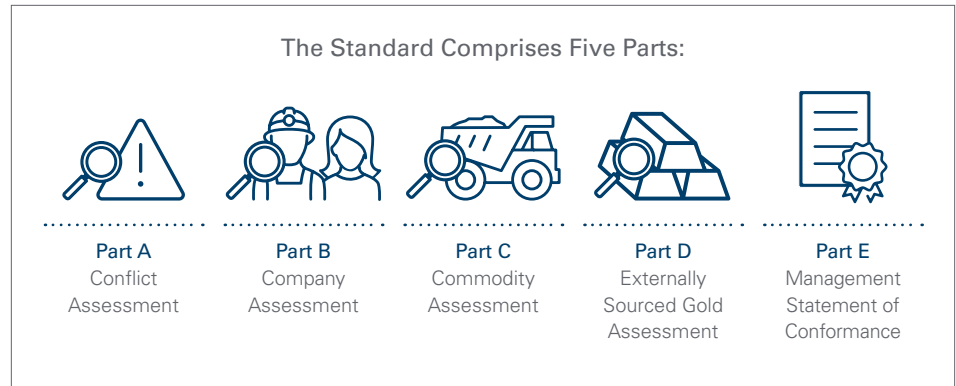 The Standard Comprises Five Parts:
Part A
Conflict
Assessment
Part B
Company
Assessment
Part C
Commodity
Assessment
Part D
Externally
Sourced Gold
Assessment
Part E
Management
Statement of
Conformance